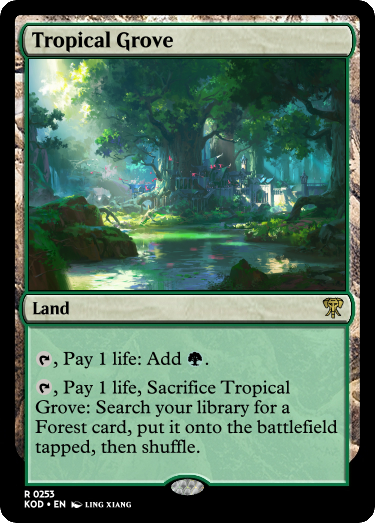 Tropical Grove
Land
, Pay 1 life: Add .
, Pay 1 life, Sacrifice Tropical
Grove: Search your library for a
Forest card, put it onto the battlefield
tapped, then shuffle.
R 0253
KOD • EN LING XIANG